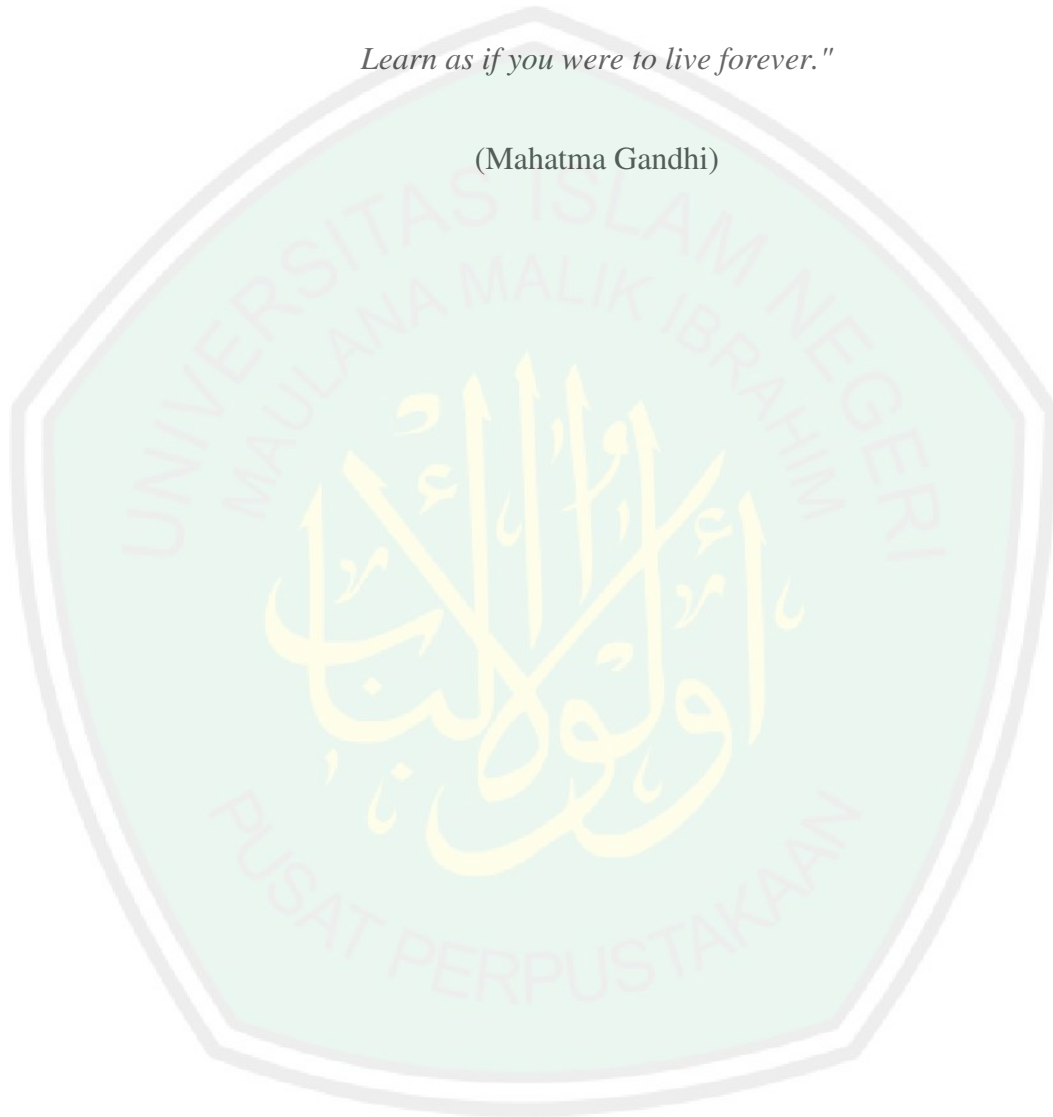 Learn as if you were to live forever."
(Mahatma Gandhi)
UNIVERSITAS ISLAM NEGERI
MAULANA MALIK IBRAHIM
أولوا الألباب
PUSAT PERPUSTAKAAN